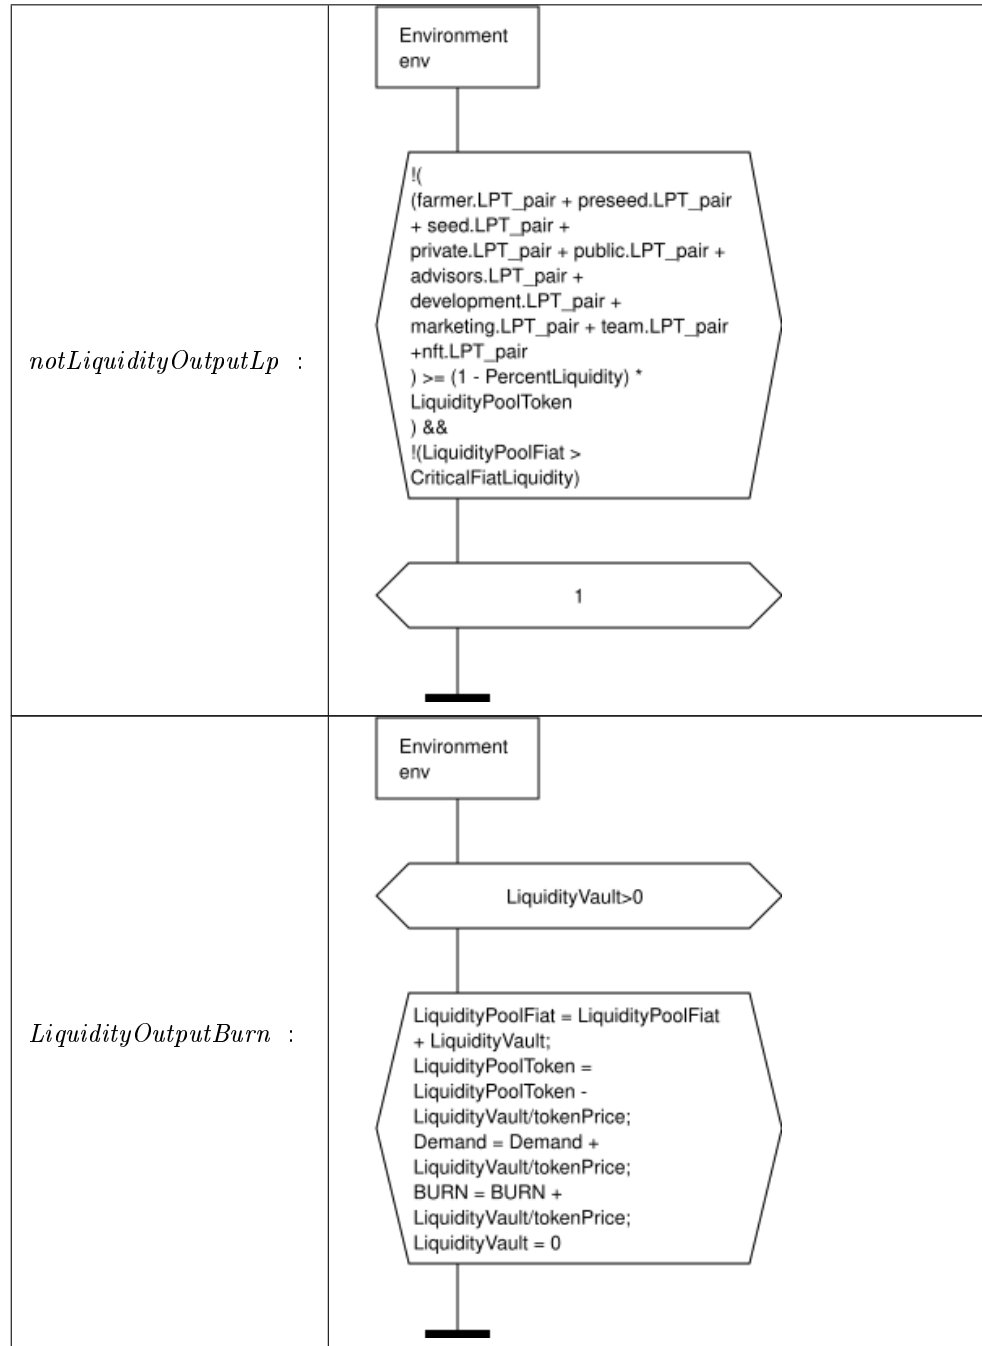 Environment
env
!(
(farmer.LPT_pair + preseed.LPT_pair
+ seed.LPT_pair +
private.LPT_pair + public.LPT_pair +
advisors.LPT_pair +
development.LPT_pair +
marketing.LPT_pair + team.LPT_pair
+nft.LPT_pair
) >= (1 - PercentLiquidity) *
LiquidityPoolToken
) &&
!(LiquidityPoolFiat >
CriticalFiatLiquidity)
notLiquidityOutputLp :
1
Environment
env
LiquidityVault>0
LiquidityOutputBurn :
LiquidityPoolFiat = LiquidityPoolFiat
+ LiquidityVault;
LiquidityPoolToken =
LiquidityPoolToken -
LiquidityVault/tokenPrice;
Demand = Demand +
LiquidityVault/tokenPrice;
BURN = BURN +
LiquidityVault/tokenPrice;
LiquidityVault = 0